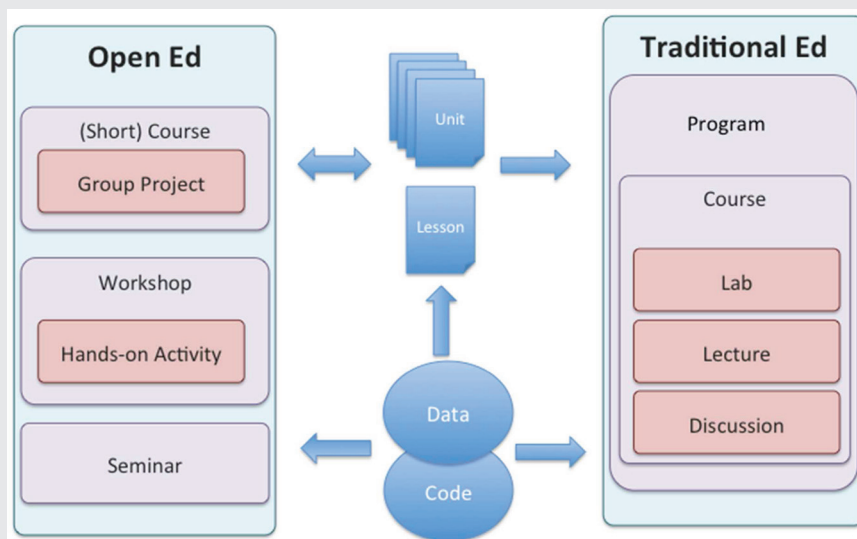 Open Ed
(Short) Course
Group Project
Workshop
Hands-on Activity
Seminar
Unit
Lesson
Data
Code
Traditional Ed
Program
Course
Lab
Lecture
Discussion